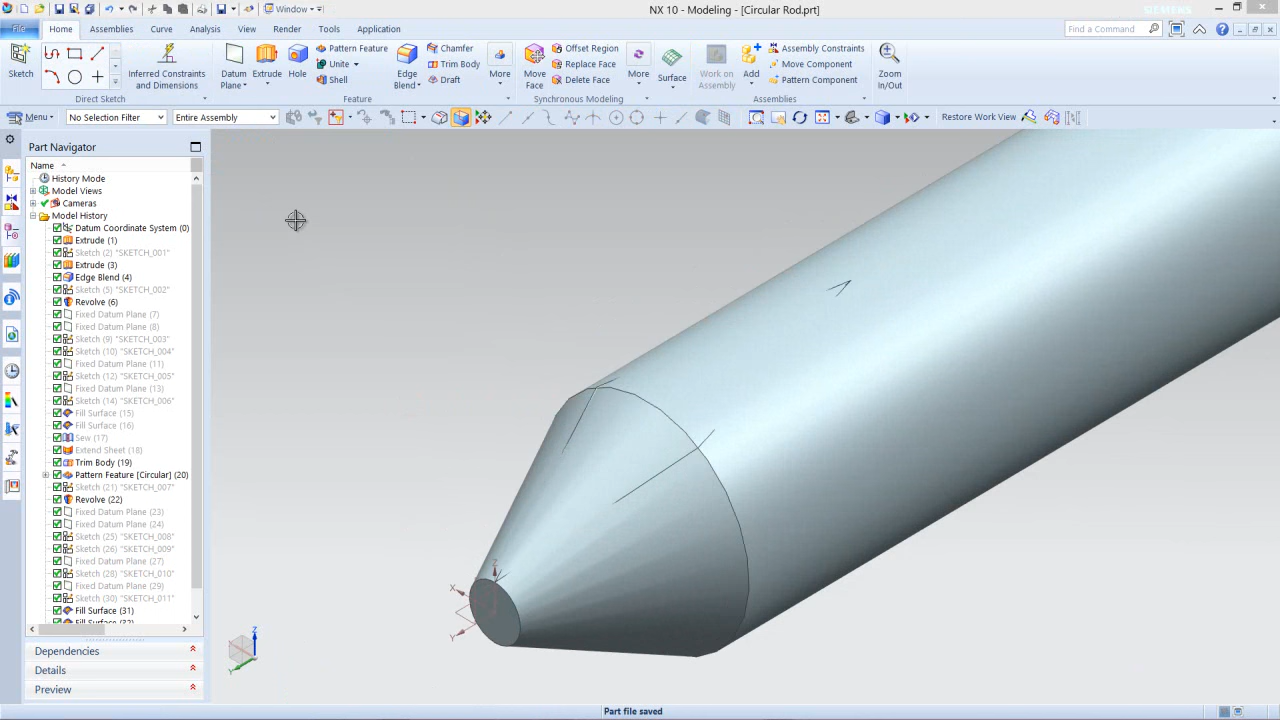 NX 10 - Modeling - [Circular Rod.prt]
SIEMENS
Window
File
Home
Assemblies
Curve
Analysis
View
Render
Tools
Application
Find a Command
Sketch
Inferred Constraints
and Dimensions
Direct Sketch
Datum
Plane
Extrude
Hole
Pattern Feature
Unite
Shell
Edge
Blend
Chamfer
Trim Body
Draft
More
Feature
Move
Face
Offset Region
Replace Face
Delete Face
More
Surface
Synchronous Modeling
Work on
Assembly
Add
Assembly Constraints
Move Component
Pattern Component
Assemblies
Zoom
In/Out
Menu
No Selection Filter
Entire Assembly
Restore Work View
Part Navigator
Name
History Mode
Model Views
Cameras
Model History
Datum Coordinate System (0)
Extrude (1)
Sketch (2) "SKETCH_001"
Extrude (3)
Edge Blend (4)
Sketch (5) "SKETCH_002"
Revolve (6)
Fixed Datum Plane (7)
Fixed Datum Plane (8)
Sketch (9) "SKETCH_003"
Sketch (10) "SKETCH_004"
Fixed Datum Plane (11)
Sketch (12) "SKETCH_005"
Fixed Datum Plane (13)
Sketch (14) "SKETCH_006"
Fill Surface (15)
Fill Surface (16)
Sew (17)
Extend Sheet (18)
Trim Body (19)
Pattern Feature [Circular] (20)
Sketch (21) "SKETCH_007"
Revolve (22)
Fixed Datum Plane (23)
Fixed Datum Plane (24)
Sketch (25) "SKETCH_008"
Sketch (26) "SKETCH_009"
Fixed Datum Plane (27)
Sketch (28) "SKETCH_010"
Fixed Datum Plane (29)
Sketch (30) "SKETCH_011"
Fill Surface (31)
Fill Surface (32)
Dependencies
Details
Preview
Z
X
Y
Z
Y
Part file saved